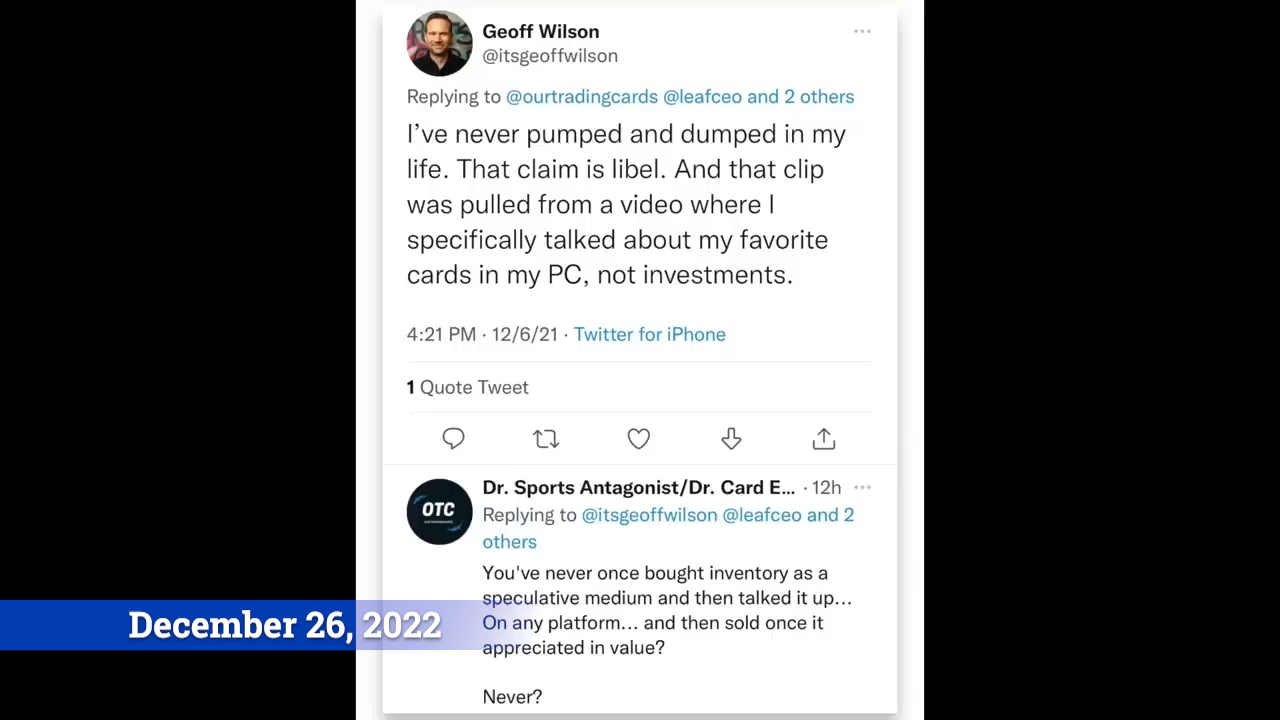 Geoff Wilson
@itsgeoffwilson
Replying to @ourtradingcards @leafceo and 2 others
I’ve never pumped and dumped in my
life. That claim is libel. And that clip
was pulled from a video where I
specifically talked about my favorite
cards in my PC, not investments.
4:21 PM · 12/6/21 · Twitter for iPhone
1 Quote Tweet
Dr. Sports Antagonist/Dr. Card E... · 12h
OTC
Replying to @itsgeoffwilson @leafceo and 2
others
You've never once bought inventory as a
speculative medium and then talked it up...
On any platform... and then sold once it
appreciated in value?
Never?
December 26, 2022